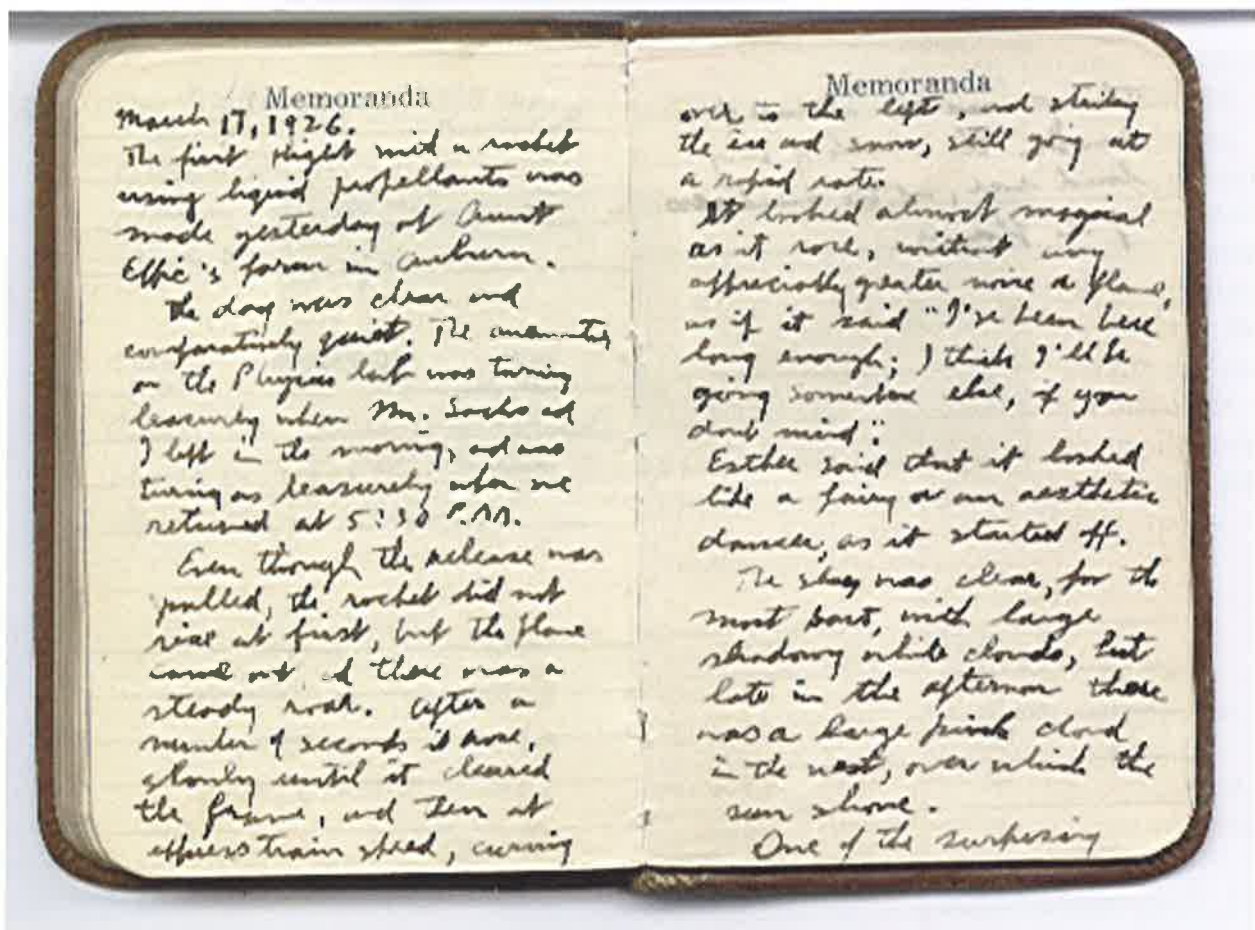 Memoranda
March 17, 1926.
The first flight with a rocket
using liquid propellants was
made yesterday at Aunt
Effie's farm in Auburn.
The day was clear and
comparatively quiet. The anemometer
on the Physics lab was turning
leasurely when Mr. Sachs and
I left in the morning, and was
turning as leasurely when we
returned at 5:30 P.M.
Even though the release was
pulled, the rocket did not
rise at first, but the flame
came out and there was a
steady roar. After a
number of seconds it rose,
slowly until it cleared
the frame, and then at
express train speed, curving
Memoranda
over to the left, and striking
the ice and snow, still going at
a rapid rate.
It looked almost magical
as it rose, without any
appreciably greater noise or flame,
as if it said "I've been here
long enough; I think I'll be
going somewhere else, if you
dont mind".
Esther said that it looked
like a fairy or an aesthetic
dancer, as it started off.
The sky was clear, for the
most part, with large
shadowy white clouds, but
late in the afternoon there
was a large pink cloud
in the west, over which the
sun shone.
One of the surprising